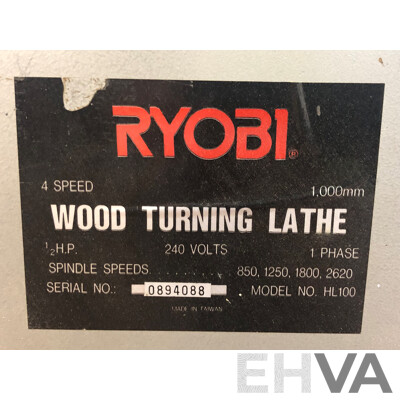 RYOBI®
4 SPEED 1,000mm
WOOD TURNING LATHE
1/2H.P. 240 VOLTS 1 PHASE
SPINDLE SPEEDS........850, 1250, 1800, 2620
SERIAL NO.: 0894088 MODEL NO. HL100
MADE IN TAIWAN
EHVA